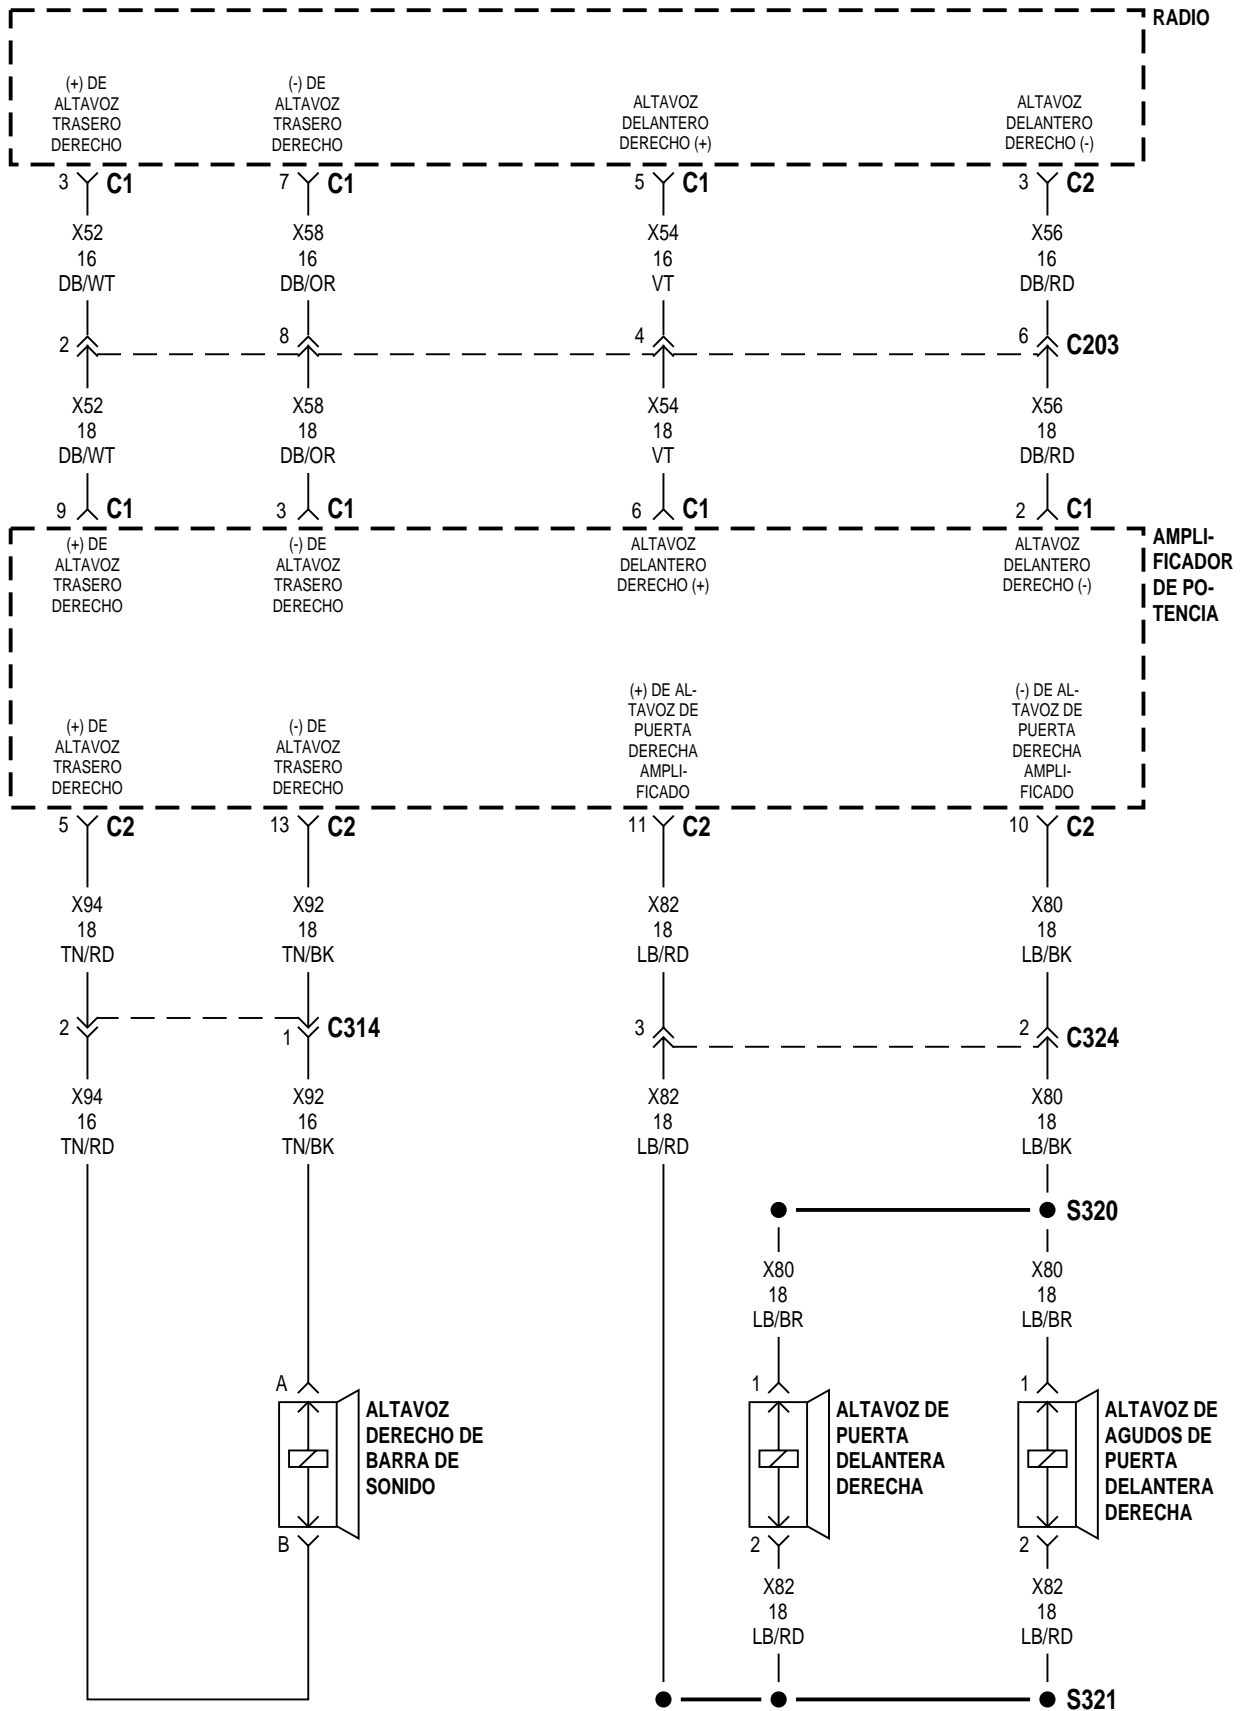 RADIO
(+) DE
ALTAVOZ
TRASERO
DERECHO
(-) DE
ALTAVOZ
TRASERO
DERECHO
ALTAVOZ
DELANTERO
DERECHO (+)
ALTAVOZ
DELANTERO
DERECHO (-)
3 C1
7 C1
5 C1
3 C2
X52
16
DB/WT
X58
16
DB/OR
X54
16
VT
X56
16
DB/RD
2
8
4
6
C203
X52
18
DB/WT
X58
18
DB/OR
X54
18
VT
X56
18
DB/RD
9 C1
3 C1
6 C1
2 C1
AMPLI-
FICADOR
DE PO-
TENCIA
(+) DE
ALTAVOZ
TRASERO
DERECHO
(-) DE
ALTAVOZ
TRASERO
DERECHO
ALTAVOZ
DELANTERO
DERECHO (+)
ALTAVOZ
DELANTERO
DERECHO (-)
(+) DE
ALTAVOZ
TRASERO
DERECHO
(-) DE
ALTAVOZ
TRASERO
DERECHO
(+) DE AL-
TAVOZ DE
PUERTA
DERECHA
AMPLI-
FICADO
(-) DE AL-
TAVOZ DE
PUERTA
DERECHA
AMPLI-
FICADO
5 C2
13 C2
11 C2
10 C2
X94
18
TN/RD
X92
18
TN/BK
X82
18
LB/RD
X80
18
LB/BK
2
1
C314
3
2
C324
X94
16
TN/RD
X92
16
TN/BK
X82
18
LB/RD
X80
18
LB/BK
S320
X80
18
LB/BR
X80
18
LB/BR
A
1
1
ALTAVOZ
DERECHO DE
BARRA DE
SONIDO
ALTAVOZ DE
PUERTA
DELANTERA
DERECHA
ALTAVOZ DE
AGUDOS DE
PUERTA
DELANTERA
DERECHA
B
2
2
X82
18
LB/RD
X82
18
LB/RD
S321